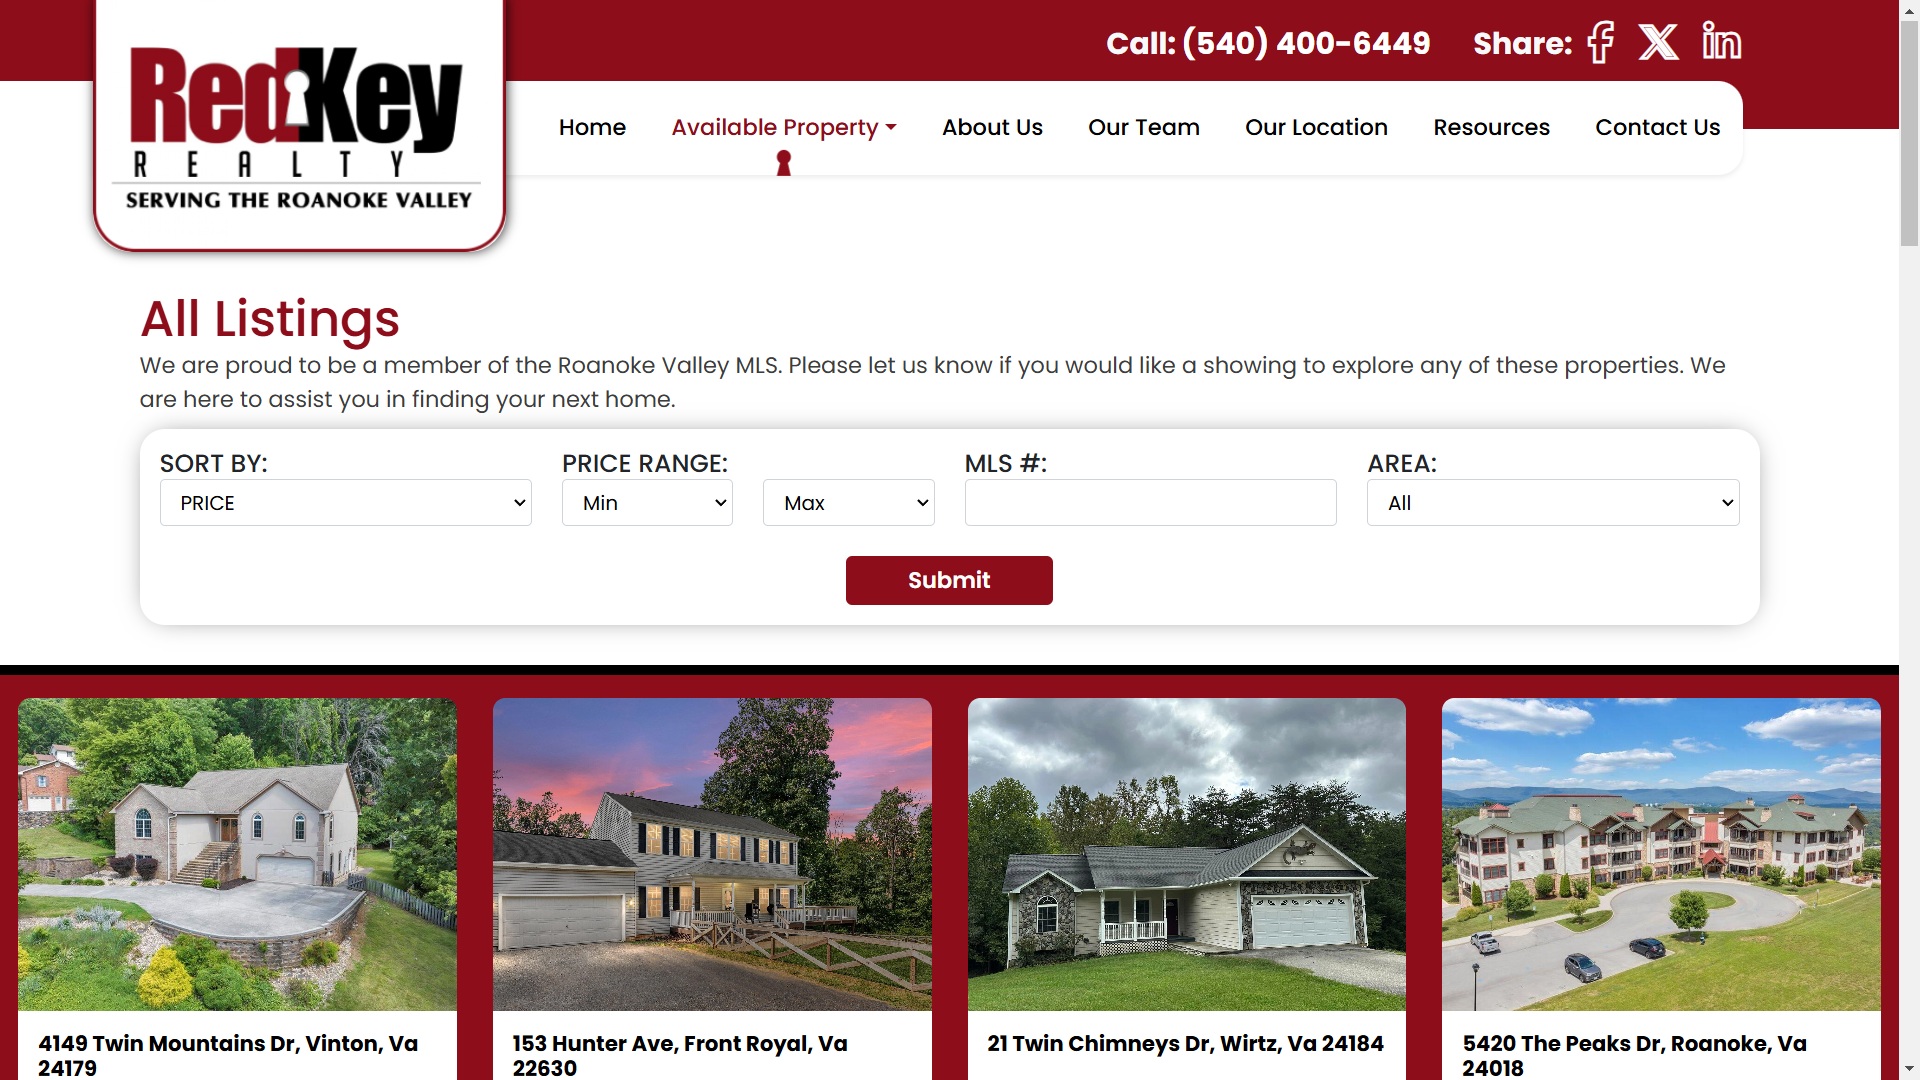 Call: (540) 400-6449 Share:
RedKey
REALTY
SERVING THE ROANOKE VALLEY
Home Available Property About Us Our Team Our Location Resources Contact Us
All Listings
We are proud to be a member of the Roanoke Valley MLS. Please let us know if you would like a showing to explore any of these properties. We
are here to assist you in finding your next home.
SORT BY: PRICE RANGE: MLS #: AREA:
PRICE Min Max All
Submit
4149 Twin Mountains Dr, Vinton, Va
24179
153 Hunter Ave, Front Royal, Va
22630
21 Twin Chimneys Dr, Wirtz, Va 24184
5420 The Peaks Dr, Roanoke, Va
24018